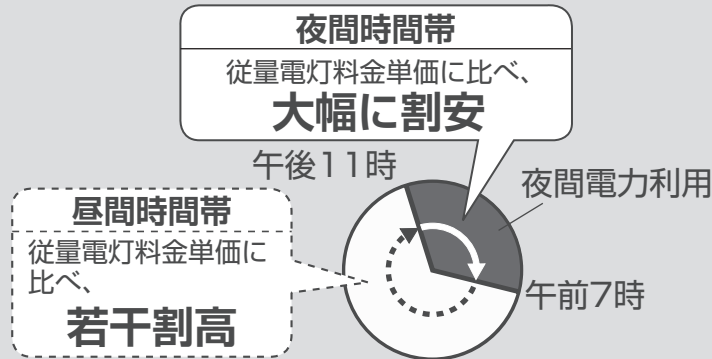 夜間時間帯
従量電灯料金単価に比べ、
大幅に割安
午後11時
夜間電力利用
昼間時間帯
従量電灯料金単価に
比べ、
若干割高
午前7時